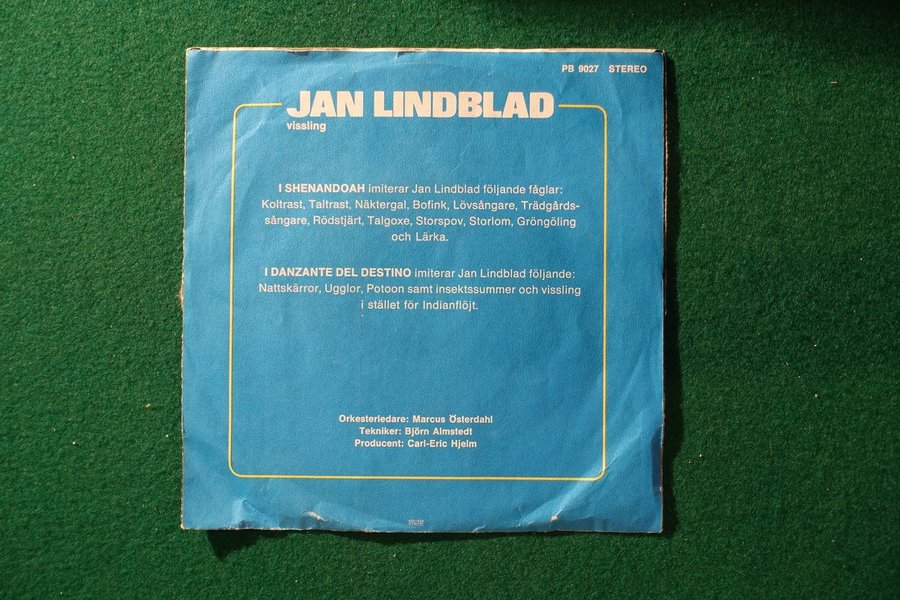 PB 9027 STEREO
JAN LINDBLAD
vissling
I SHENANDOAH imiterar Jan Lindblad följande fåglar:
Koltrast, Taltrast, Näktergal, Bofink, Lövsångare, Trädgårds-
sångare, Rödstjärt, Talgoxe, Storspov, Storlom, Gröngöling
och Lärka.
I DANZANTE DEL DESTINO imiterar Jan Lindblad följande:
Nattskärror, Ugglor, Potoon samt insektssummer och vissling
i stället för Indianflöjt.
Orkesterledare: Marcus Österdahl
Tekniker: Björn Almstedt
Producent: Carl-Eric Hjelm